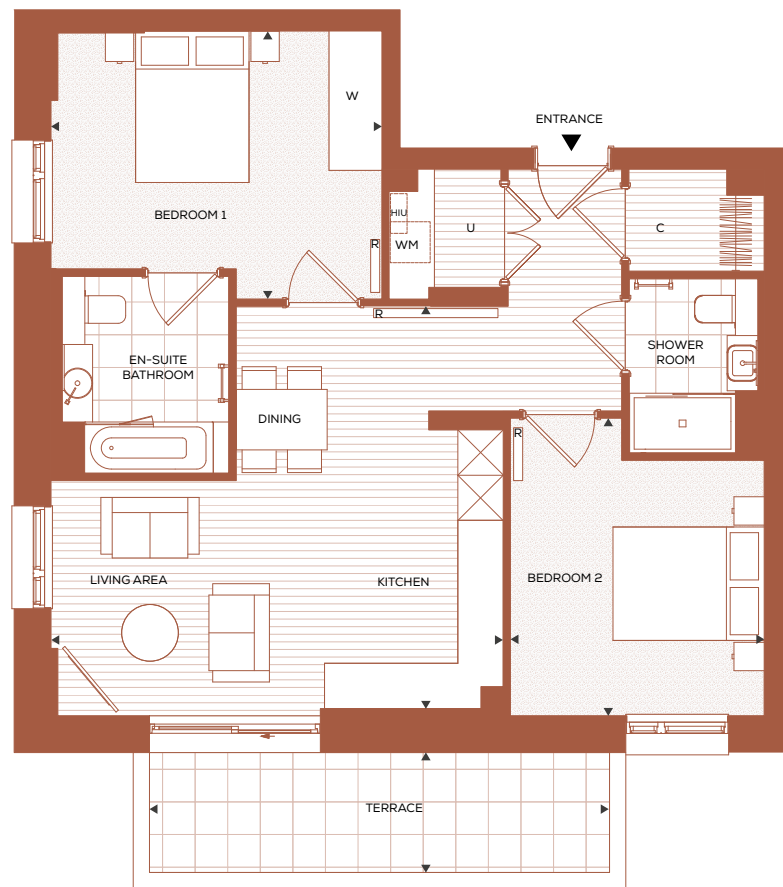 W
ENTRANCE
BEDROOM 1
HIU
WM
U
C
R
R
EN-SUITE
BATHROOM
SHOWER
ROOM
DINING
R
LIVING AREA
KITCHEN
BEDROOM 2
TERRACE